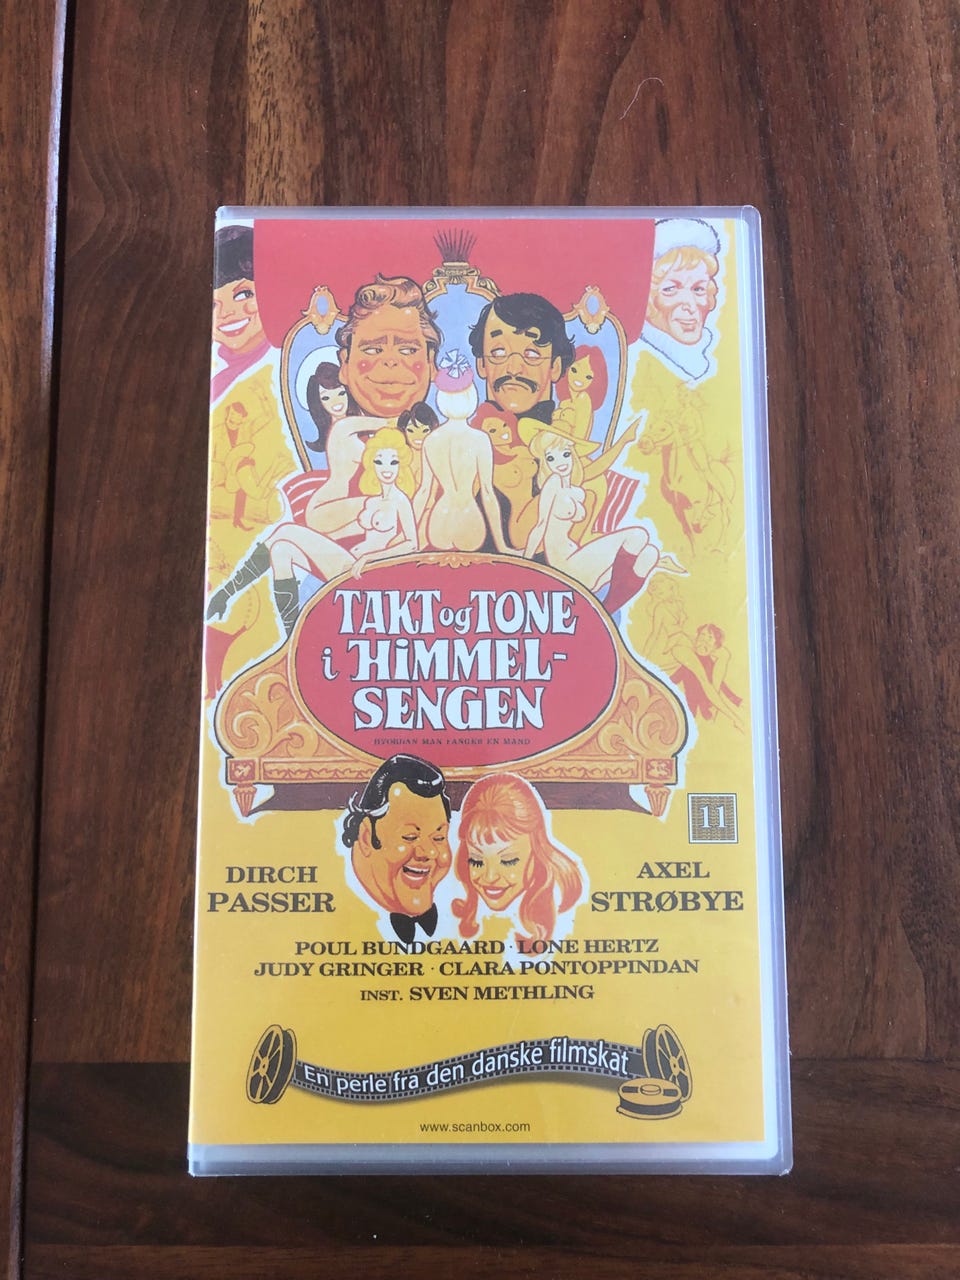 TAKT og TONE
i HiMMEL-
SENGEN
HVORDAN MAN FANGER EN MAND
11
DIRCH
PASSER
AXEL
STRØBYE
POUL BUNDGAARD · LONE HERTZ
JUDY GRINGER · CLARA PONTOPPINDAN
INST. SVEN METHLING
En perle fra den danske filmskat
www.scanbox.com